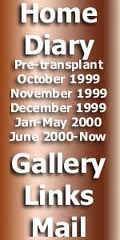 Home
Diary
Pre-transplant
October 1999
November 1999
December 1999
Jan-May 2000
June 2000-Now
Gallery
Links
Mail